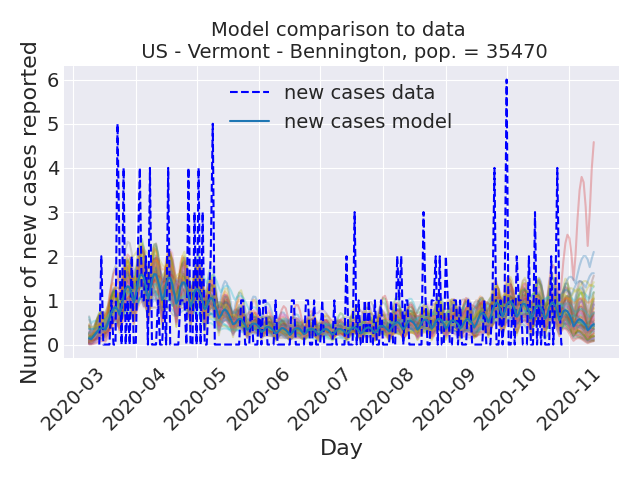 Model comparison to data
US - Vermont - Bennington, pop. = 35470
Number of new cases reported
6
5
4
3
2
1
0
new cases data
new cases model
2020-03
2020-04
2020-05
2020-06
2020-07
2020-08
2020-09
2020-10
2020-11
Day